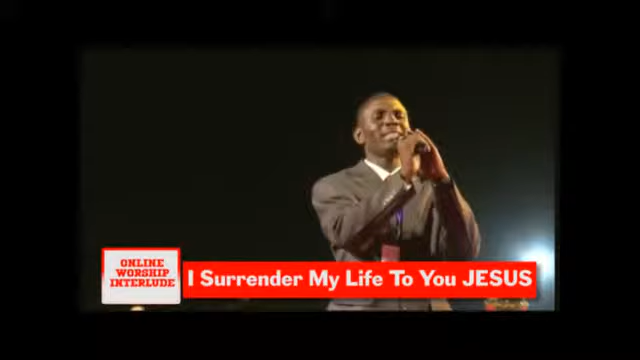 ONLINE
WORSHIP
INTERLUDE
I Surrender My Life To You JESUS